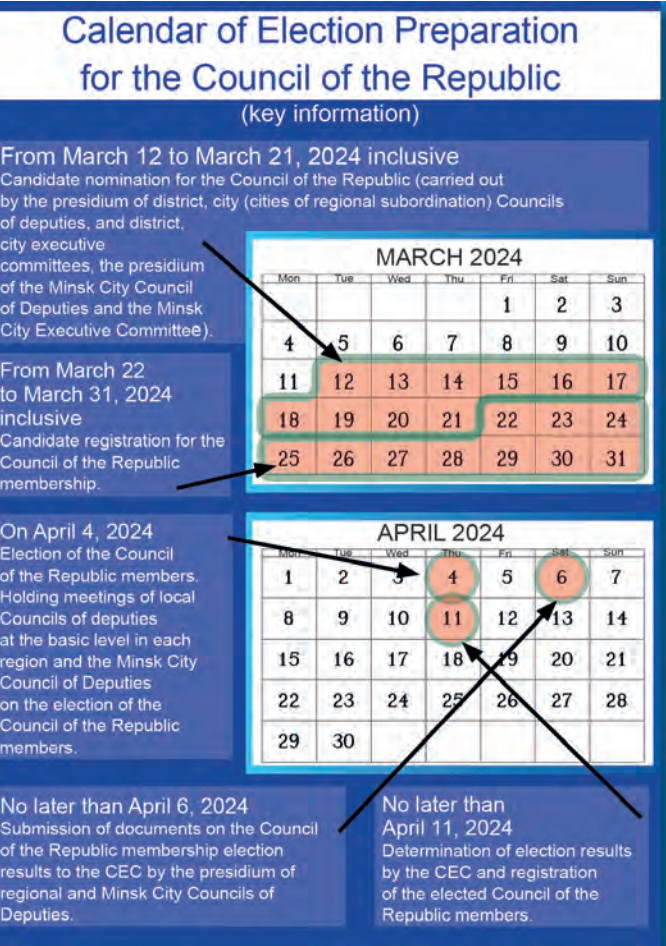 Calendar of Election Preparation
for the Council of the Republic
(key information)
From March 12 to March 21, 2024 inclusive
Candidate nomination for the Council of the Republic (carried out
by the presidium of district, city (cities of regional subordination) Councils
of deputies, and district,
city executive
committees, the presidium
of the Minsk City Council
of Deputies and the Minsk
City Executive Committee).
MARCH 2024
Mon Tue Wed Thu Fri Sat Sun
1 2 3
4 5 6 7 8 9 10
11 12 13 14 15 16 17
18 19 20 21 22 23 24
25 26 27 28 29 30 31
From March 22
to March 31, 2024
inclusive
Candidate registration for the
Council of the Republic
membership.
On April 4, 2024
Election of the Council
of the Republic members.
Holding meetings of local
Councils of deputies
at the basic level in each
region and the Minsk City
Council of Deputies
on the election of the
Council of the Republic
members.
APRIL 2024
Mon Tue Wed Thu Fri Sat Sun
1 2 3 4 5 6 7
8 9 10 11 12 13 14
15 16 17 18 19 20 21
22 23 24 25 26 27 28
29 30
No later than April 6, 2024
Submission of documents on the Council
of the Republic membership election
results to the CEC by the presidium of
regional and Minsk City Councils of
Deputies.
No later than
April 11, 2024
Determination of election results
by the CEC and registration
of the elected Council of the
Republic members.